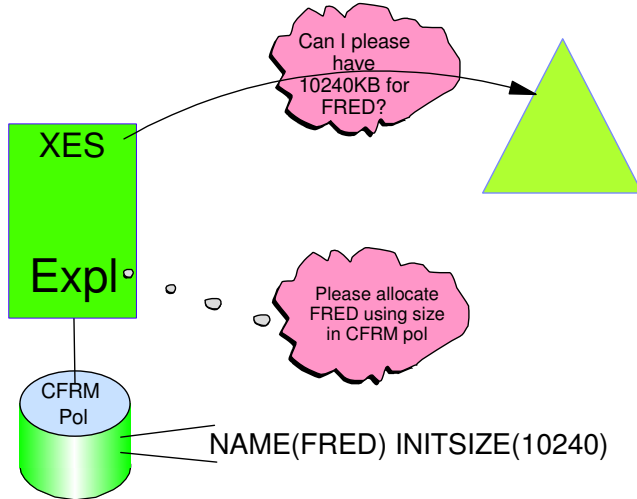 Can I please
have
10240KB for
FRED?
XES
Expl
Please allocate
FRED using size
in CFRM pol
CFRM
Pol
NAME(FRED) INITSIZE(10240)